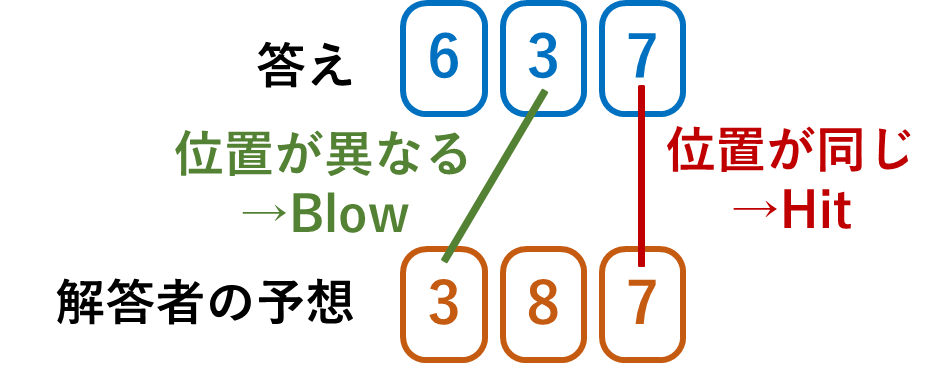 答え 6 3 7
位置が異なる
→Blow
位置が同じ
→Hit
解答者の予想 3 8 7